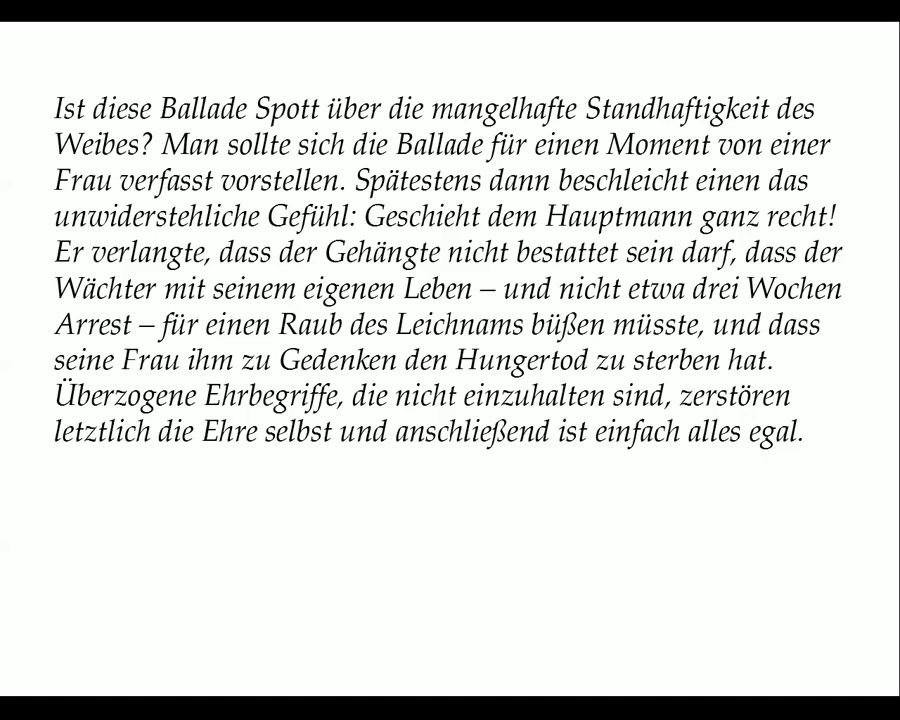 Ist diese Ballade Spott über die mangelhafte Standhaftigkeit des
Weibes? Man sollte sich die Ballade für einen Moment von einer
Frau verfasst vorstellen. Spätestens dann beschleicht einen das
unwiderstehliche Gefühl: Geschieht dem Hauptmann ganz recht!
Er verlangte, dass der Gehängte nicht bestattet sein darf, dass der
Wächter mit seinem eigenen Leben – und nicht etwa drei Wochen
Arrest – für einen Raub des Leichnams büßen müsste, und dass
seine Frau ihm zu Gedenken den Hungertod zu sterben hat.
Überzogene Ehrbegriffe, die nicht einzuhalten sind, zerstören
letztlich die Ehre selbst und anschließend ist einfach alles egal.